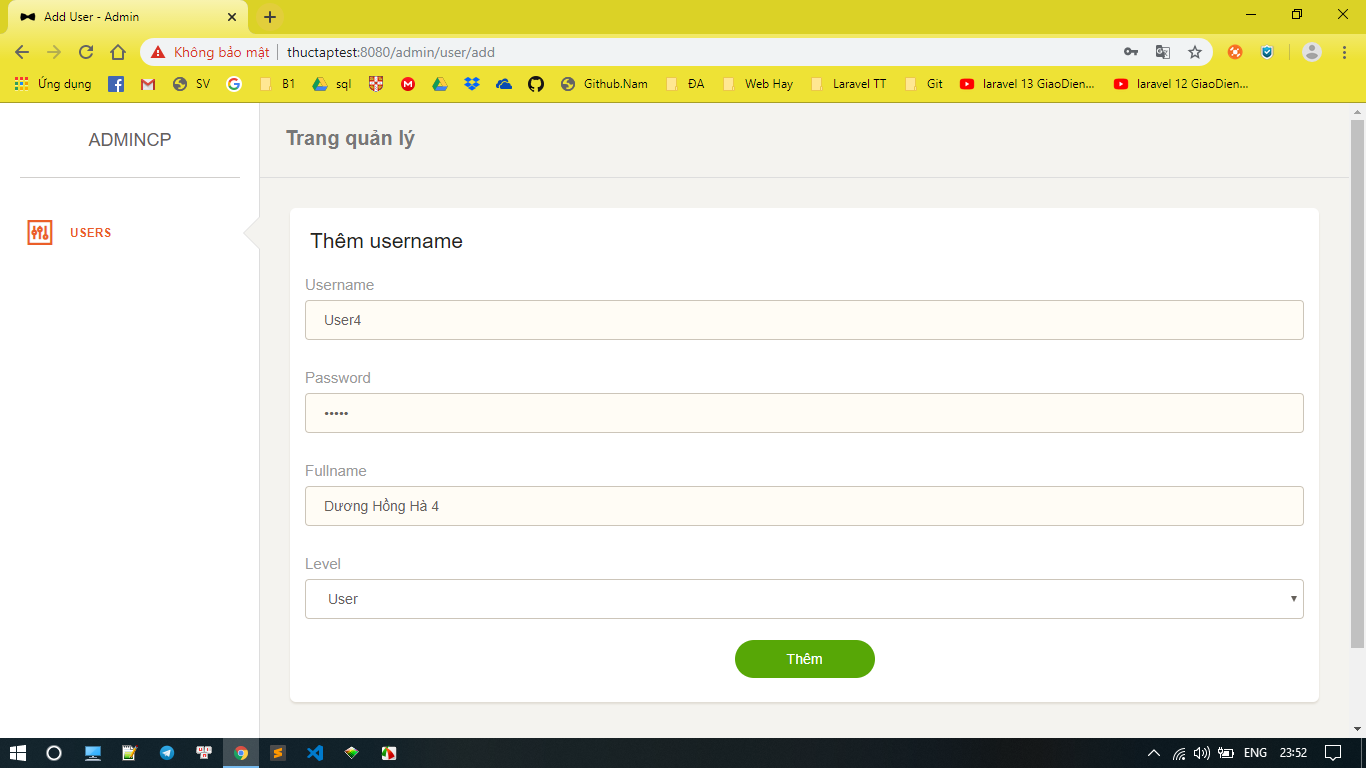 Add User - Admin
Không bảo mật thuctaptest:8080/admin/user/add
Ứng dụng SV B1 sql Github.Nam ĐA Web Hay Laravel TT Git laravel 13 GiaoDien... laravel 12 GiaoDien...
ADMINCP
Trang quản lý
USERS
Thêm username
Username
User4
Password
•••••
Fullname
Dương Hồng Hà 4
Level
User
Thêm
ENG 23:52